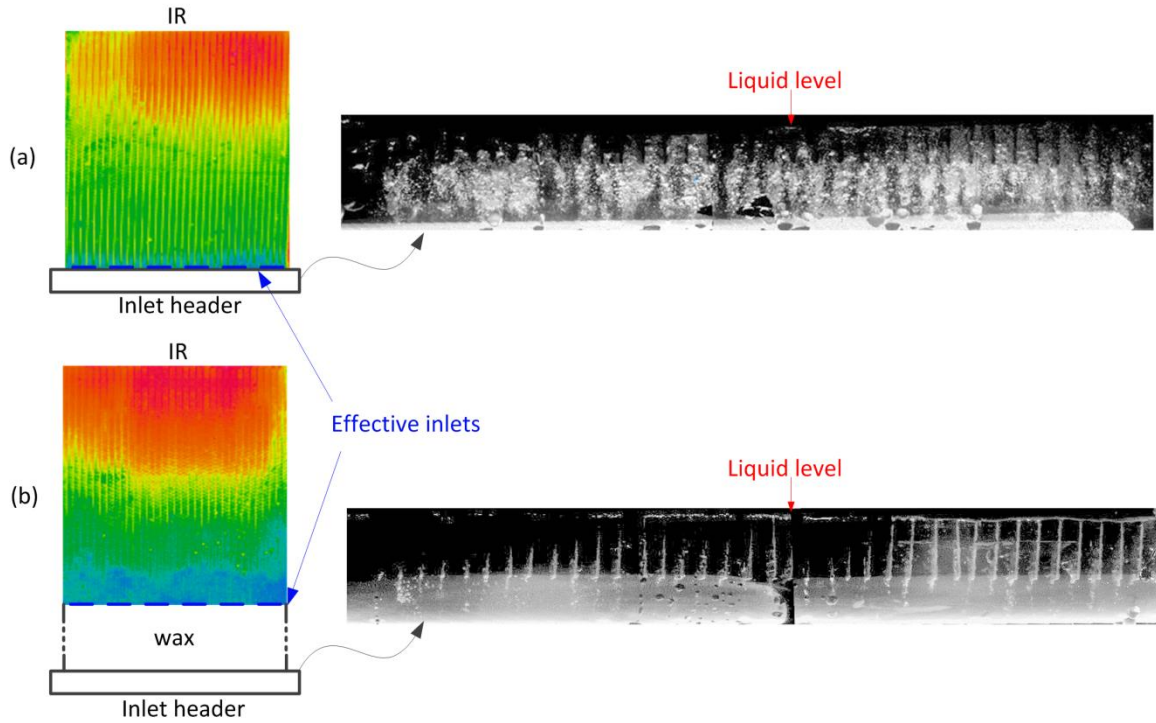 IR
Liquid level
(a)
Inlet header
IR
Effective inlets
Liquid level
(b)
wax
Inlet header